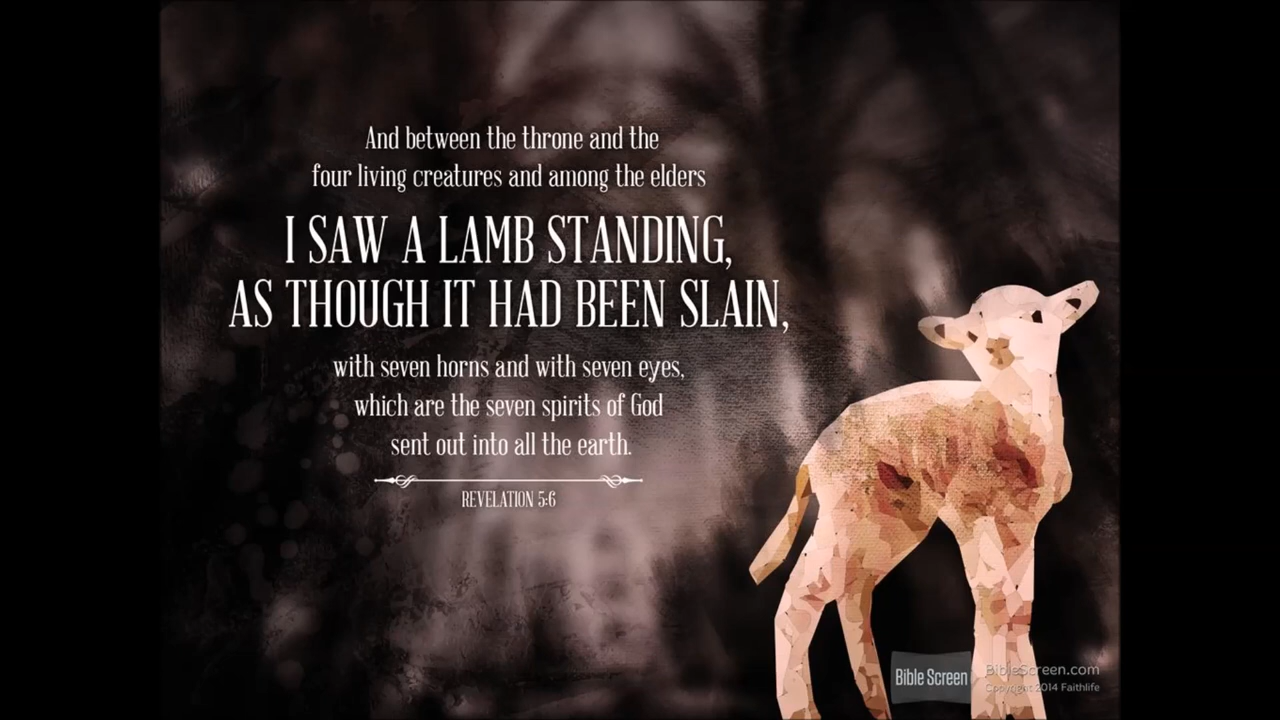 And between the throne and the
four living creatures and among the elders
I SAW A LAMB STANDING,
AS THOUGH IT HAD BEEN SLAIN,
with seven horns and with seven eyes,
which are the seven spirits of God
sent out into all the earth.
REVELATION 5:6
Bible Screen
BibleScreen.com
Copyright 2014 Faithlife